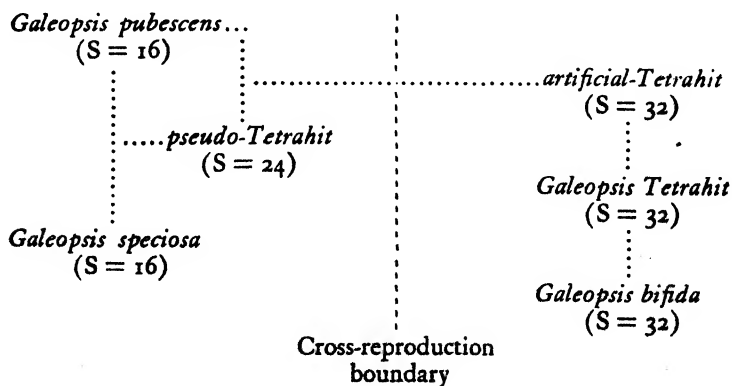 Galeopsis pubescens...
(S = 16)
artificial-Tetrahit
(S = 32)
.....pseudo-Tetrahit
(S = 24)
Galeopsis Tetrahit
(S = 32)
Galeopsis speciosa
(S = 16)
Galeopsis bifida
(S = 32)
Cross-reproduction
boundary